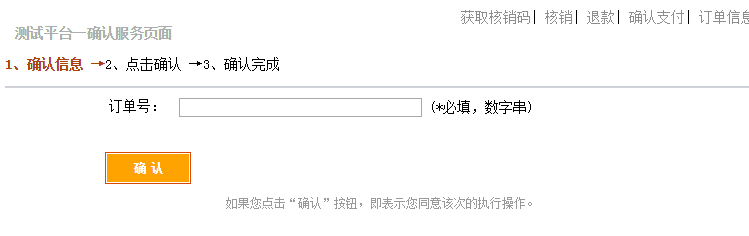 获取核销码| 核销| 退款| 确认支付| 订单信息
测试平台—确认服务页面
1、确认信息 →2、点击确认 →3、确认完成
订单号： (*必填，数字串)
确 认
如果您点击“确认”按钮，即表示您同意该次的执行操作。